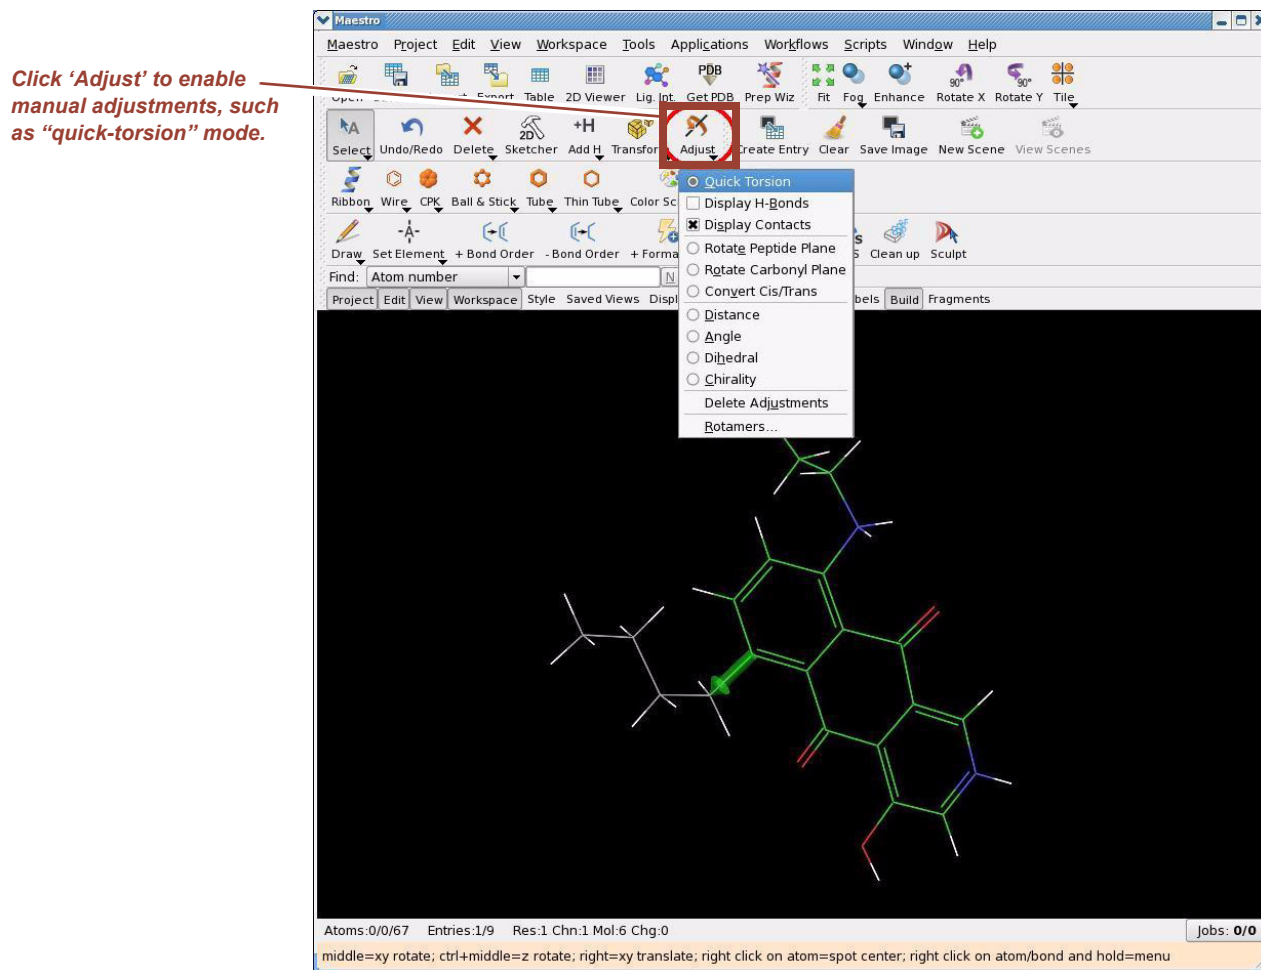 Click ‘Adjust’ to enable
manual adjustments, such
as “quick-torsion” mode.
Maestro
Maestro Project Edit View Workspace Tools Applications Workflows Scripts Window Help
Table 2D Viewer Lig. Int. Get PDB Prep Wiz Fit Fog Enhance Rotate X Rotate Y Tile
PDB 90° 90°
A 2D +H
Select Undo/Redo Delete Sketcher Add H Adjust Create Entry Clear Save Image New Scene View Scenes
Ribbon Wire CPK Ball & Stick Tube Thin Tube Color
Draw Set Element + Bond Order - Bond Order Clean up Sculpt
Find: Atom number N
Project Edit View Workspace Style Saved Views Build Fragments
Quick Torsion
Display H-Bonds
Display Contacts
Rotate Peptide Plane
Rotate Carbonyl Plane
Convert Cis/Trans
Distance
Angle
Dihedral
Chirality
Delete Adjustments
Rotamers...
Atoms:0/0/67 Entries:1/9 Res:1 Chn:1 Mol:6 Chg:0 Jobs: 0/0
middle=xy rotate; ctrl+middle=z rotate; right=xy translate; right click on atom=spot center; right click on atom/bond and hold=menu